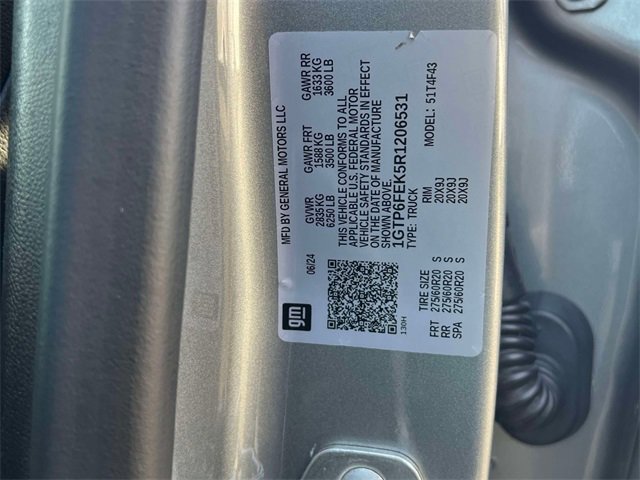 MFD BY GENERAL MOTORS LLC
06/24 GVWR GAWR FRT GAWR RR
2835 KG 1588 KG 1633 KG
6250 LB 3500 LB 3600 LB
THIS VEHICLE CONFORMS TO ALL
APPLICABLE U.S. FEDERAL MOTOR
VEHICLE SAFETY STANDARDS IN EFFECT
ON THE DATE OF MANUFACTURE
SHOWN ABOVE.
1GTP6FEK5R1206531
TYPE: TRUCK MODEL: 51T4F43
gm
130H
TIRE SIZE RIM
FRT 275/60R20 S 20X9J
RR 275/60R20 S 20X9J
SPA 275/60R20 S 20X9J